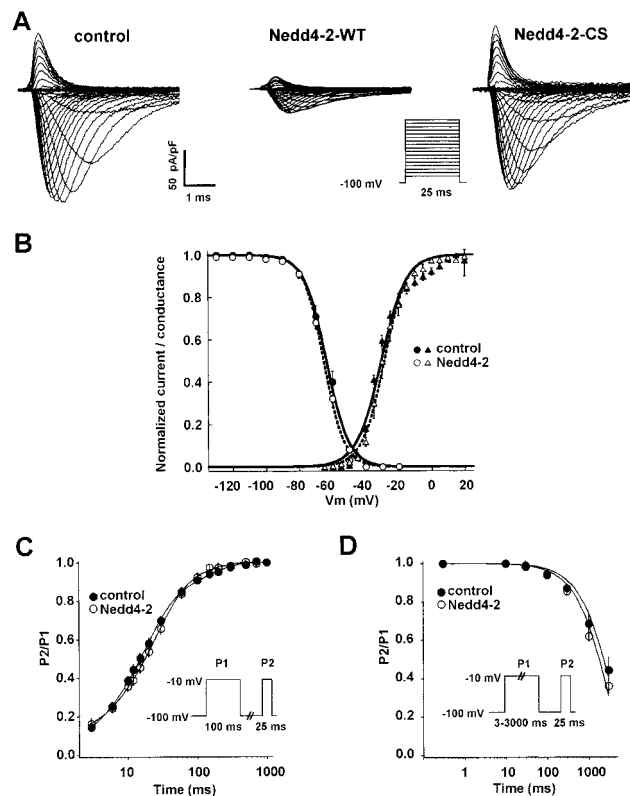 A
control
Nedd4-2-WT
Nedd4-2-CS
50 pA/pF
1 ms
-100 mV
25 ms
B
Normalized current / conductance
1.0
0.8
0.6
0.4
0.2
0.0
control
Nedd4-2
-120 -100 -80 -60 -40 -20 0 20
Vm (mV)
C
P2/P1
1.0
0.8
0.6
0.4
0.2
0.0
control
Nedd4-2
P1 P2
-10 mV
-100 mV
100 ms 25 ms
10 100 1000
Time (ms)
D
P2/P1
1.0
0.8
0.6
0.4
0.2
0.0
control
Nedd4-2
P1 P2
-10 mV
-100 mV
3-3000 ms 25 ms
1 10 100 1000
Time (ms)